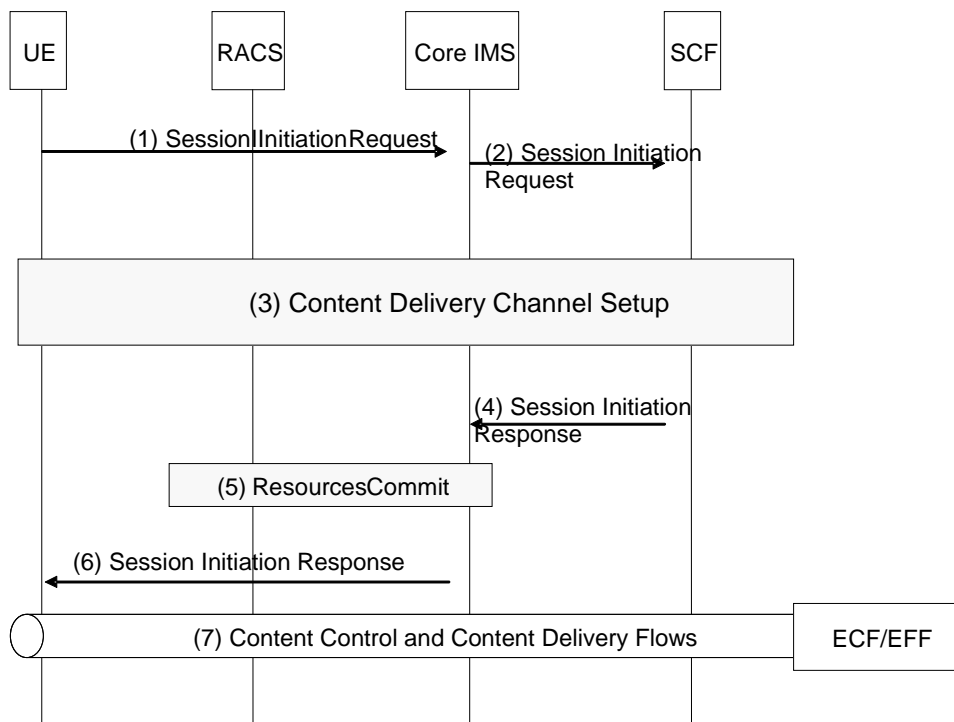 UE
RACS
Core IMS
SCF
(1) SessionIInitiationRequest
(2) Session Initiation
Request
(3) Content Delivery Channel Setup
(4) Session Initiation
Response
(5) ResourcesCommit
(6) Session Initiation Response
(7) Content Control and Content Delivery Flows
ECF/EFF